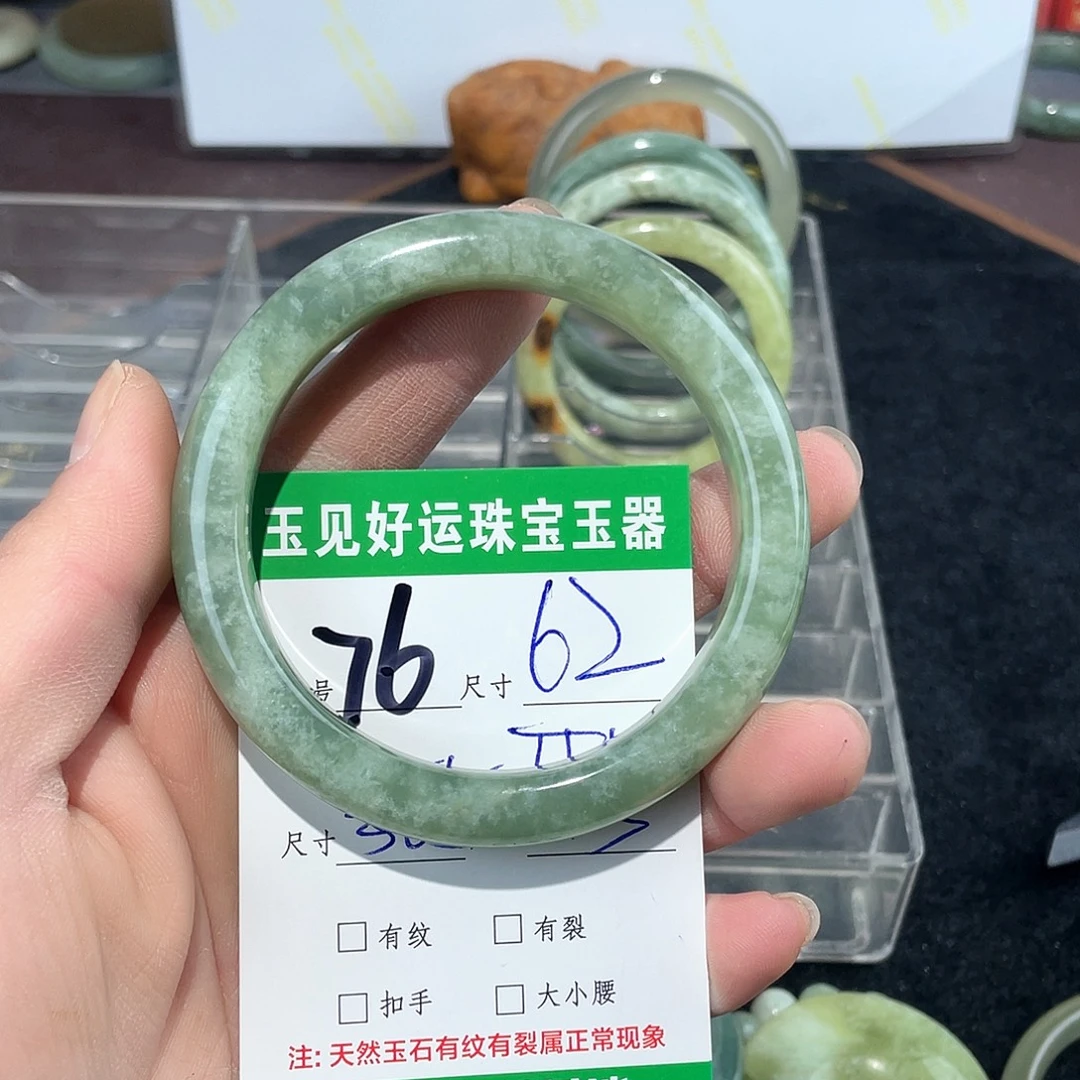 玉见好运珠宝玉器
号 76 尺寸 62
尺寸
□ 有纹 □ 有裂
□ 扣手 □ 大小腰
注: 天然玉石有纹有裂属正常现象